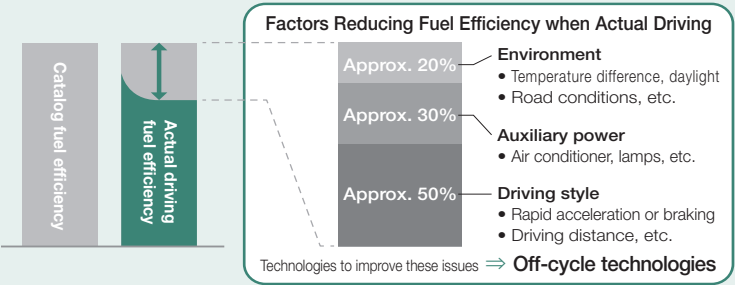 Catalog fuel efficiency
Actual driving
fuel efficiency
Factors Reducing Fuel Efficiency when Actual Driving
Approx. 20%
Environment
• Temperature difference, daylight
• Road conditions, etc.
Approx. 30%
Auxiliary power
• Air conditioner, lamps, etc.
Approx. 50%
Driving style
• Rapid acceleration or braking
• Driving distance, etc.
Technologies to improve these issues ⇒ Off-cycle technologies